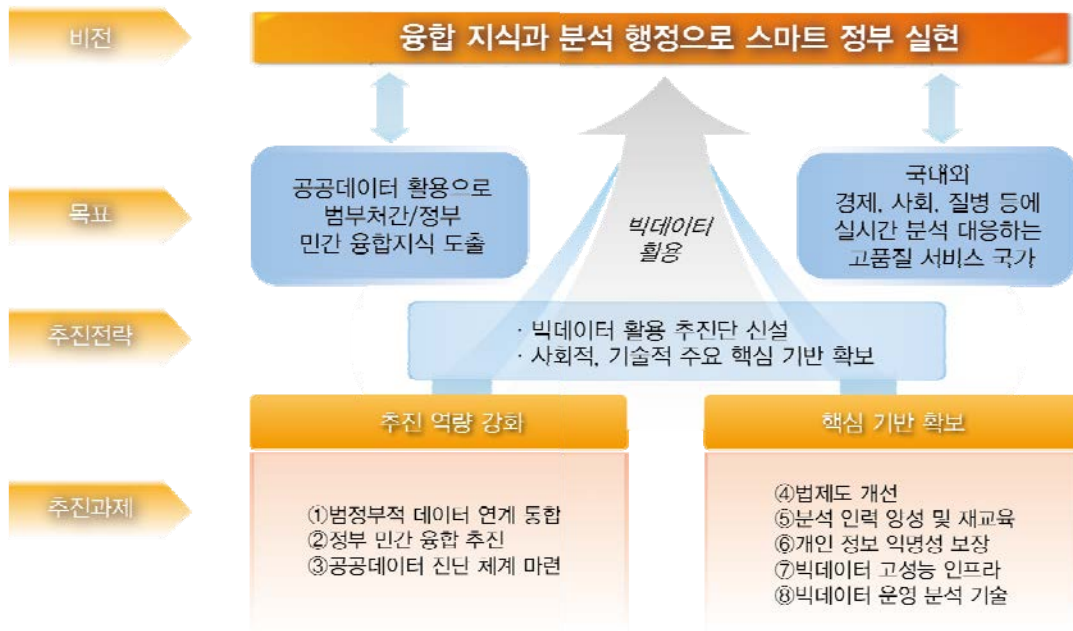 비전
융합 지식과 분석 행정으로 스마트 정부 실현
목표
공공데이터 활용으로
범부처간/정부
민간 융합지식 도출
빅데이터
활용
국내외
경제, 사회, 질병 등에
실시간 분석 대응하는
고품질 서비스 국가
추진전략
· 빅데이터 활용 추진단 신설
· 사회적, 기술적 주요 핵심 기반 확보
추진과제
추진 역량 강화
①범정부적 데이터 연계 통합
②정부 민간 융합 추진
③공공데이터 진단 체계 마련
핵심 기반 확보
④법제도 개선
⑤분석 인력 양성 및 재교육
⑥개인 정보 익명성 보장
⑦빅데이터 고성능 인프라
⑧빅데이터 운영 분석 기술